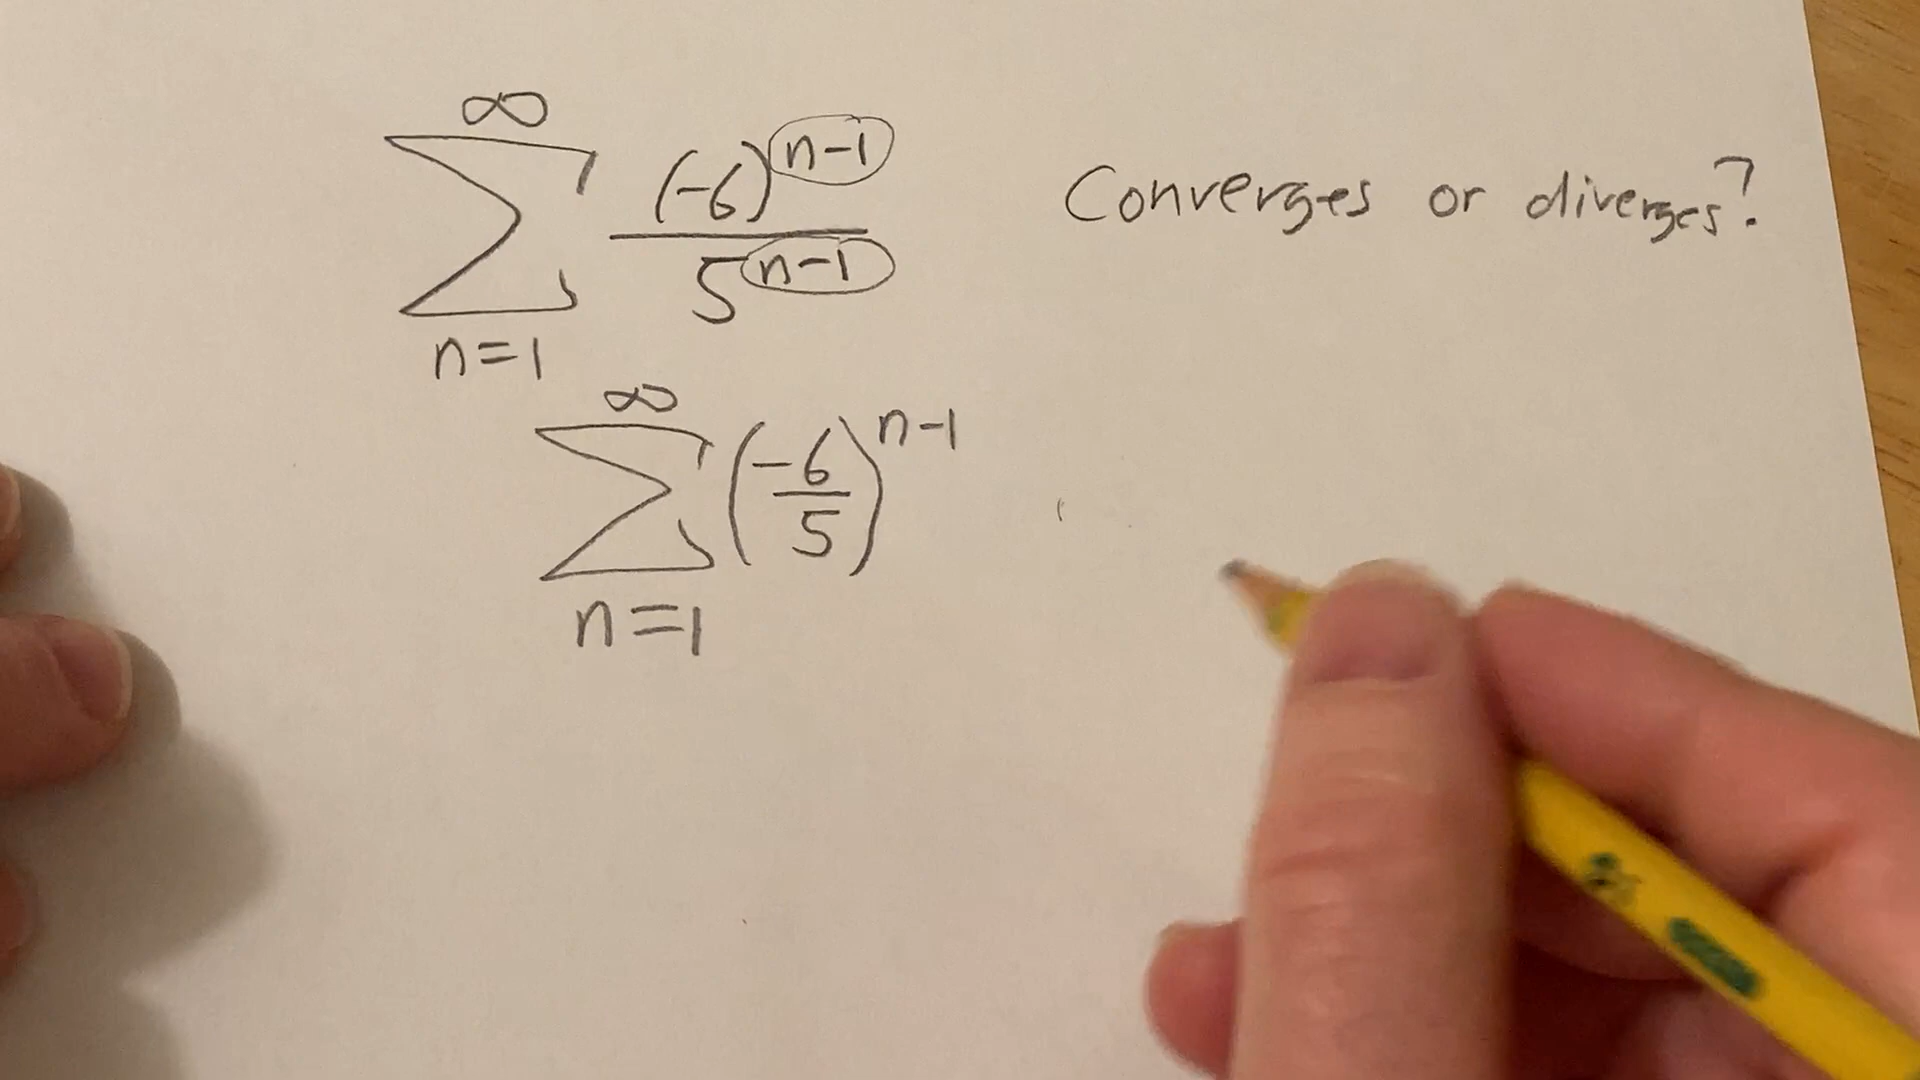 ∞
∑ (-6)^(n-1) / 5^(n-1) Converges or diverges?
n=1
∞
∑ (-6/5)^(n-1)
n=1